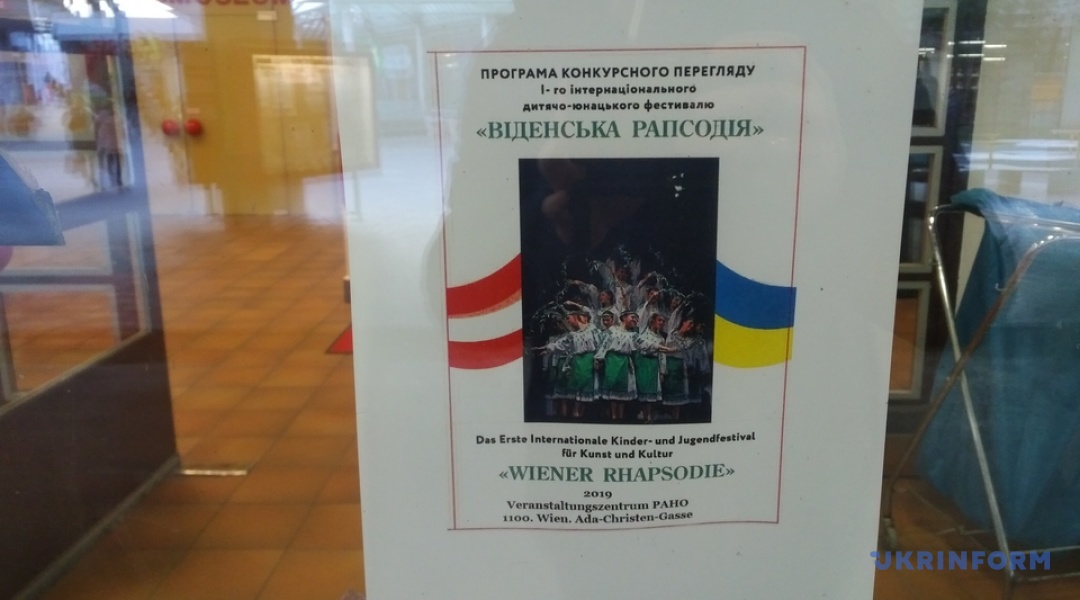 MUSEUM
ПРОГРАМА КОНКУРСНОГО ПЕРЕГЛЯДУ
І- го інтернаціонального
дитячо-юнацького фестивалю
«ВІДЕНСЬКА РАПСОДІЯ»
Das Erste Internationale Kinder- und Jugendfestival
für Kunst und Kultur
«WIENER RHAPSODIE»
2019
Veranstaltungszentrum PAHO
1100. Wien. Ada-Christen-Gasse
UKRINFORM